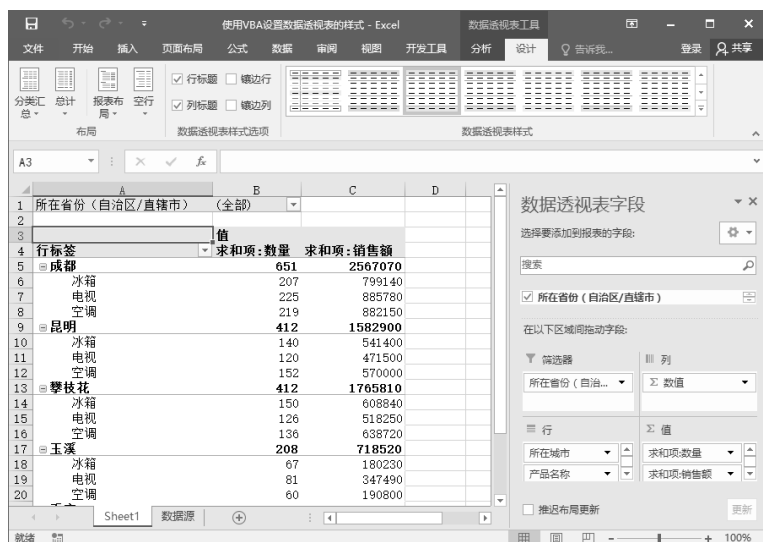 使用VBA设置数据透视表的样式 - Excel
数据透视表工具
文件 开始 插入 页面布局 公式 数据 审阅 视图 开发工具 分析 设计 告诉我... 登录 共享
分类汇总 总计 报表布局 空行
行标题 镶边行
列标题 镶边列
布局 数据透视表样式选项 数据透视表样式
A3 fx
A B C D
1 所在省份（自治区/直辖市） (全部)
2
3 值
4 行标签 求和项:数量 求和项:销售额
5 成都 651 2567070
6 冰箱 207 799140
7 电视 225 885780
8 空调 219 882150
9 昆明 412 1582900
10 冰箱 140 541400
11 电视 120 471500
12 空调 152 570000
13 攀枝花 412 1765810
14 冰箱 150 608840
15 电视 126 518250
16 空调 136 638720
17 玉溪 208 718520
18 冰箱 67 180230
19 电视 81 347490
20 空调 60 190800
Sheet1 数据源
就绪 100%
数据透视表字段
选择要添加到报表的字段:
搜索
所在省份（自治区/直辖市）
在以下区域间拖动字段:
筛选器 列
所在省份（自治... Σ 数值
行 Σ 值
所在城市 求和项:数量
产品名称 求和项:销售额
推迟布局更新 更新